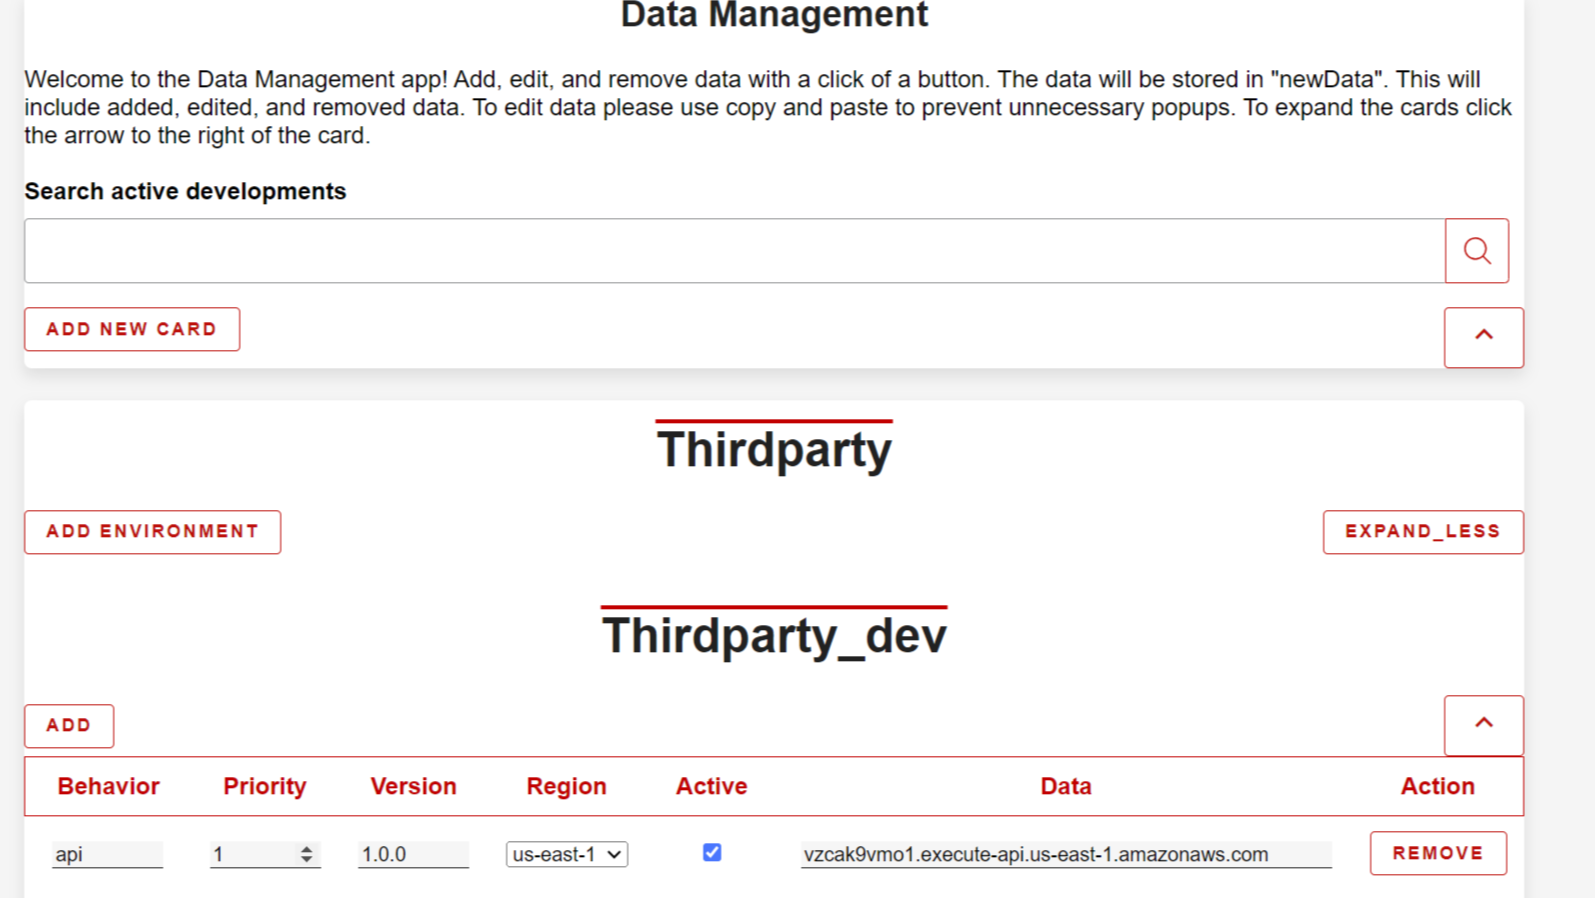 Data Management
Welcome to the Data Management app! Add, edit, and remove data with a click of a button. The data will be stored in "newData". This will
include added, edited, and removed data. To edit data please use copy and paste to prevent unnecessary popups. To expand the cards click
the arrow to the right of the card.
Search active developments
ADD NEW CARD
Thirdparty
ADD ENVIRONMENT EXPAND_LESS
Thirdparty_dev
ADD
Behavior Priority Version Region Active Data Action
api 1 1.0.0 us-east-1 vzcak9vmo1.execute-api.us-east-1.amazonaws.com REMOVE